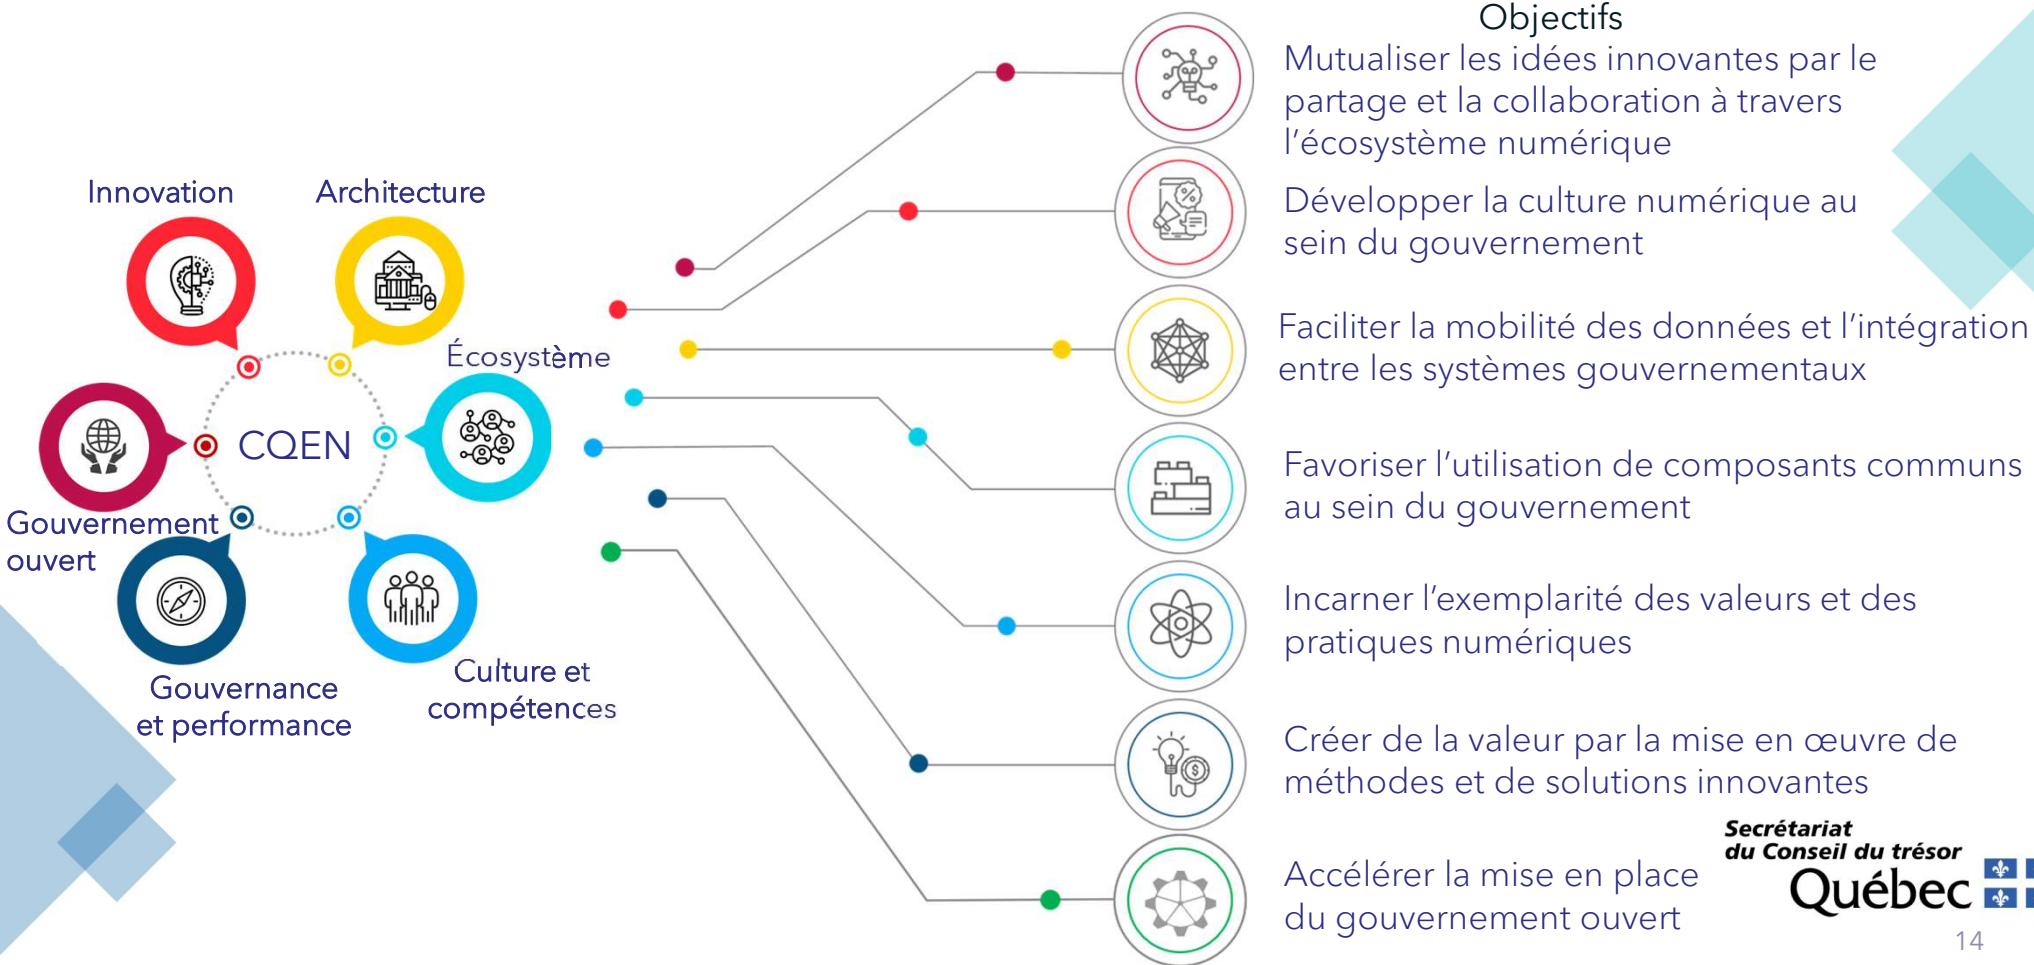 Innovation
Architecture
Écosystème
CQEN
Gouvernement
ouvert
Gouvernance
et performance
Culture et
compétences
Objectifs
Mutualiser les idées innovantes par le
partage et la collaboration à travers
l'écosystème numérique
Développer la culture numérique au
sein du gouvernement
Faciliter la mobilité des données et l'intégration
entre les systèmes gouvernementaux
Favoriser l'utilisation de composants communs
au sein du gouvernement
Incarner l'exemplarité des valeurs et des
pratiques numériques
Créer de la valeur par la mise en œuvre de
méthodes et de solutions innovantes
Accélérer la mise en place
du gouvernement ouvert
Secrétariat
du Conseil du trésor
Québec
14